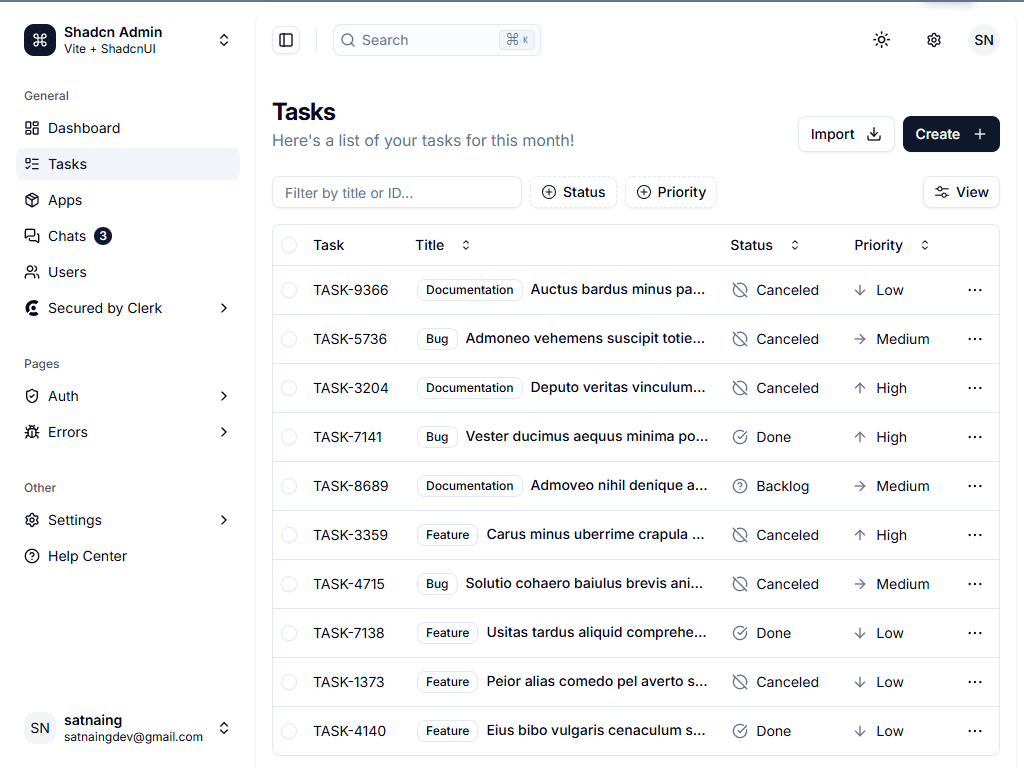 Shadcn Admin
Vite + ShadcnUI
General
Dashboard
Tasks
Apps
Chats 3
Users
Secured by Clerk
Pages
Auth
Errors
Other
Settings
Help Center
SN
satnaing
satnaingdev@gmail.com
Search ⌘ K
SN
Tasks
Here's a list of your tasks for this month!
Import
Create
Filter by title or ID...
Status
Priority
View
Task Title Status Priority
TASK-9366 Documentation Auctus bardus minus pa... Canceled Low
TASK-5736 Bug Admoneo vehemens suscipit totie... Canceled Medium
TASK-3204 Documentation Deputo veritas vinculum... Canceled High
TASK-7141 Bug Vester ducimus aequus minima po... Done High
TASK-8689 Documentation Admoveo nihil denique a... Backlog Medium
TASK-3359 Feature Carus minus uberrime crapula ... Canceled High
TASK-4715 Bug Solutio cohaero baiulus brevis ani... Canceled Medium
TASK-7138 Feature Usitas tardus aliquid comprehe... Done Low
TASK-1373 Feature Peior alias comedo pel averto s... Canceled Low
TASK-4140 Feature Eius bibo vulgaris cenaculum s... Done Low